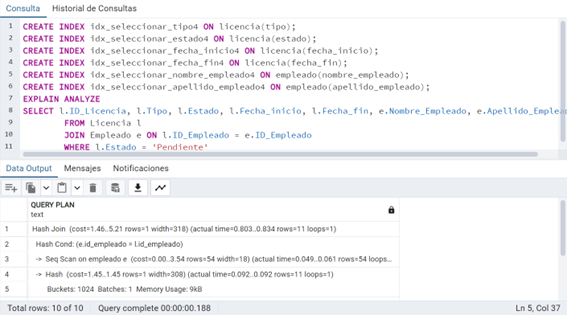 Consulta Historial de Consultas
1 CREATE INDEX idx_seleccionar_tipo4 ON licencia(tipo);
2 CREATE INDEX idx_seleccionar_estado4 ON licencia(estado);
3 CREATE INDEX idx_seleccionar_fecha_inicio4 ON licencia(fecha_inicio);
4 CREATE INDEX idx_seleccionar_fecha_fin4 ON licencia(fecha_fin);
5 CREATE INDEX idx_seleccionar_nombre_empleado4 ON empleado(nombre_empleado);
6 CREATE INDEX idx_seleccionar_apellido_empleado4 ON empleado(apellido_empleado);
7 EXPLAIN ANALYZE
8 SELECT l.ID_Licencia, l.Tipo, l.Estado, l.Fecha_inicio, l.Fecha_fin, e.Nombre_Empleado, e.Apellido_Emplea
9 FROM Licencia l
10 JOIN Empleado e ON l.ID_Empleado = e.ID_Empleado
11 WHERE l.Estado = 'Pendiente'
Data Output Mensajes Notificaciones
QUERY PLAN
text
1 Hash Join (cost=1.46..5.21 rows=1 width=318) (actual time=0.803..0.834 rows=11 loops=1)
2 Hash Cond: (e.id_empleado = l.id_empleado)
3 -> Seq Scan on empleado e (cost=0.00..3.54 rows=54 width=18) (actual time=0.049..0.061 rows=54 loops...
4 -> Hash (cost=1.45..1.45 rows=1 width=308) (actual time=0.092..0.092 rows=11 loops=1)
5 Buckets: 1024 Batches: 1 Memory Usage: 9kB
Total rows: 10 of 10 Query complete 00:00:00.188 Ln 5, Col 37